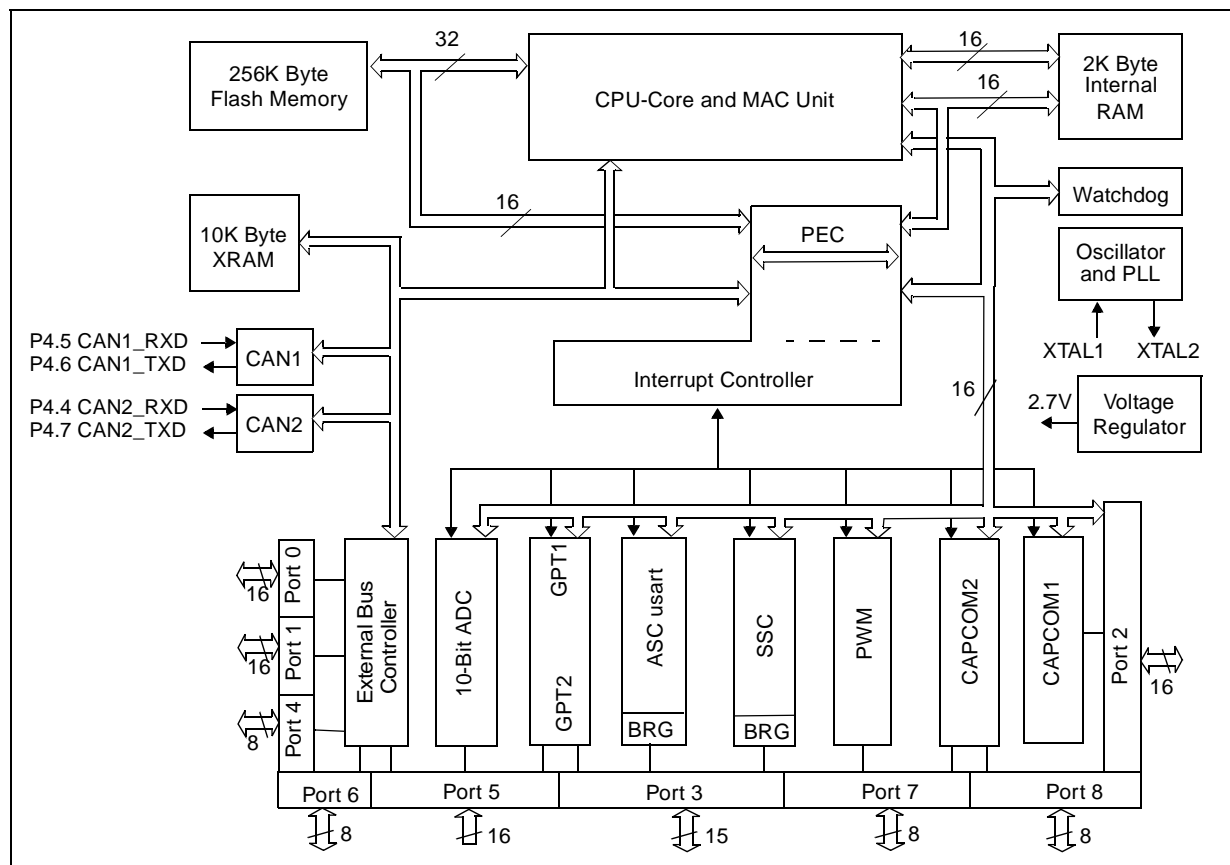 32
16
256K Byte
Flash Memory
CPU-Core and MAC Unit
2K Byte
Internal
RAM
16
16
Watchdog
10K Byte
XRAM
PEC
Oscillator
and PLL
P4.5 CAN1_RXD
P4.6 CAN1_TXD
CAN1
XTAL1
XTAL2
Interrupt Controller
16
P4.4 CAN2_RXD
P4.7 CAN2_TXD
CAN2
2.7V
Voltage
Regulator
Port 0
16
Port 1
16
Port 4
8
External Bus
Controller
10-Bit ADC
GPT1
GPT2
ASC usart
BRG
SSC
BRG
PWM
CAPCOM2
CAPCOM1
Port 2
16
Port 6
Port 5
Port 3
Port 7
Port 8
8
16
15
8
8